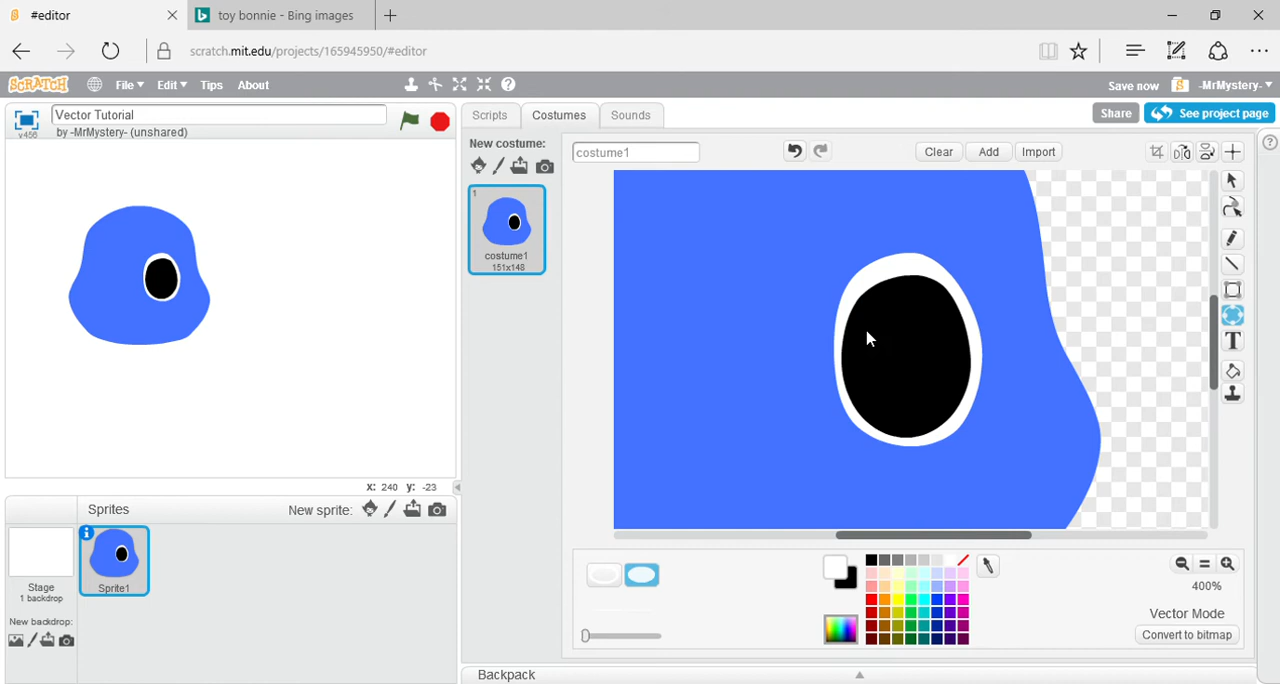 #editor
toy bonnie - Bing images
scratch.mit.edu/projects/165945950/#editor
SCRATCH File Edit Tips About Save now -MrMystery-
Vector Tutorial
by -MrMystery- (unshared)
v456
Scripts Costumes Sounds
Share See project page
New costume:
costume1
Clear Add Import
1
costume1
151x148
x: 240 y: -23
Sprites New sprite:
Stage
1 backdrop
New backdrop:
Sprite1
T
400%
Vector Mode
Convert to bitmap
Backpack